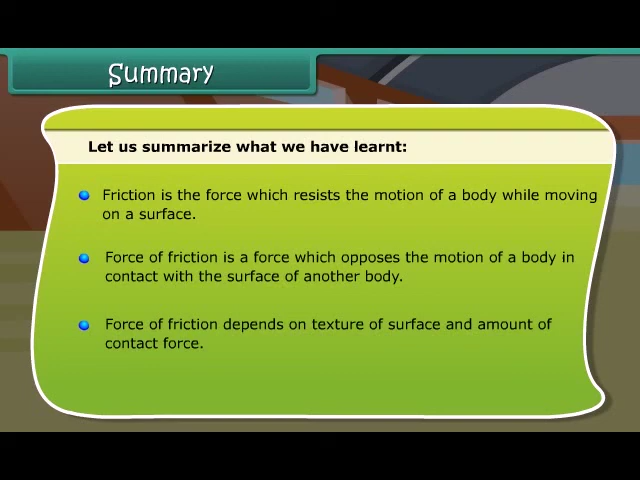 Summary
Let us summarize what we have learnt:
Friction is the force which resists the motion of a body while moving
on a surface.
Force of friction is a force which opposes the motion of a body in
contact with the surface of another body.
Force of friction depends on texture of surface and amount of
contact force.